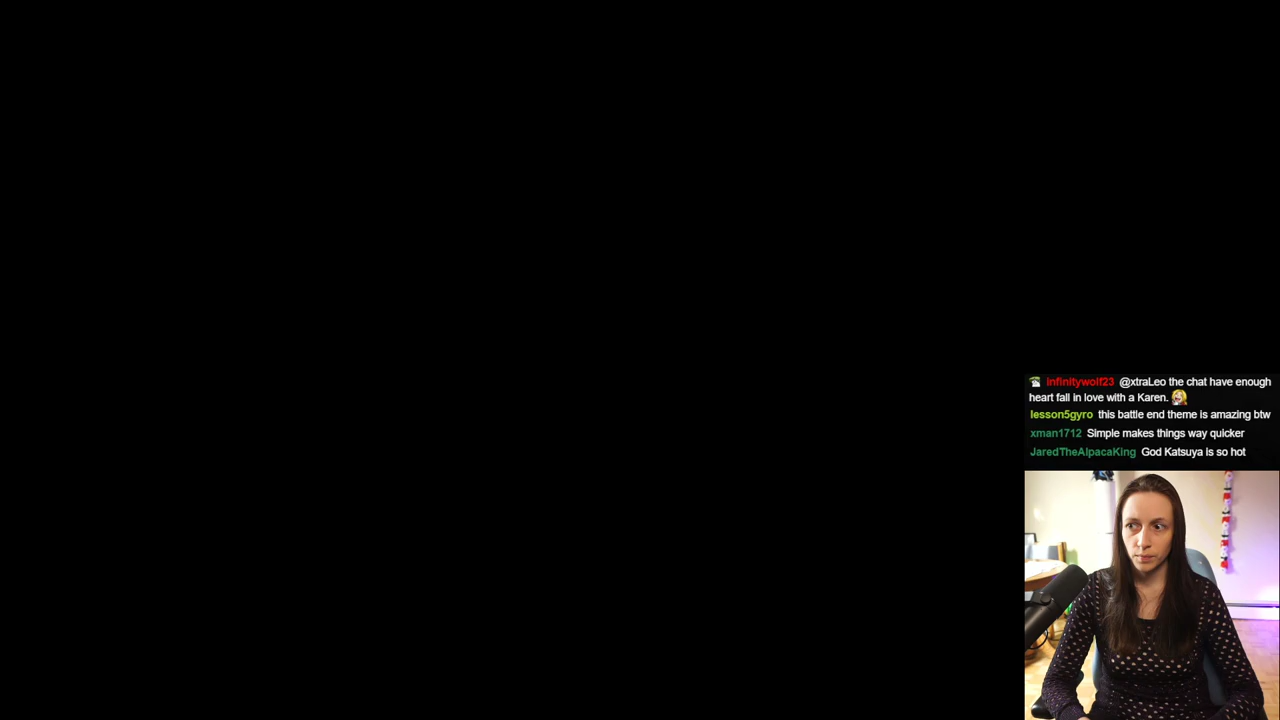 Infinitywolf23 @xtraLeo the chat have enough
heart fall in love with a Karen.
lesson5gyro this battle end theme is amazing btw
xman1712 Simple makes things way quicker
JaredTheAlpacaKing God Katsuya is so hot